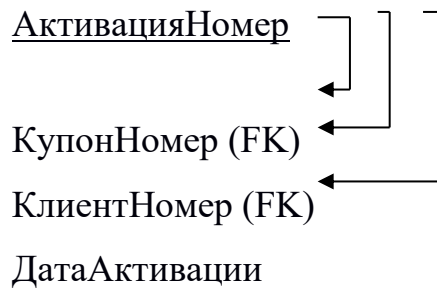 АктивацияНомер
КупонНомер (FK)
КлиентНомер (FK)
ДатаАктивации